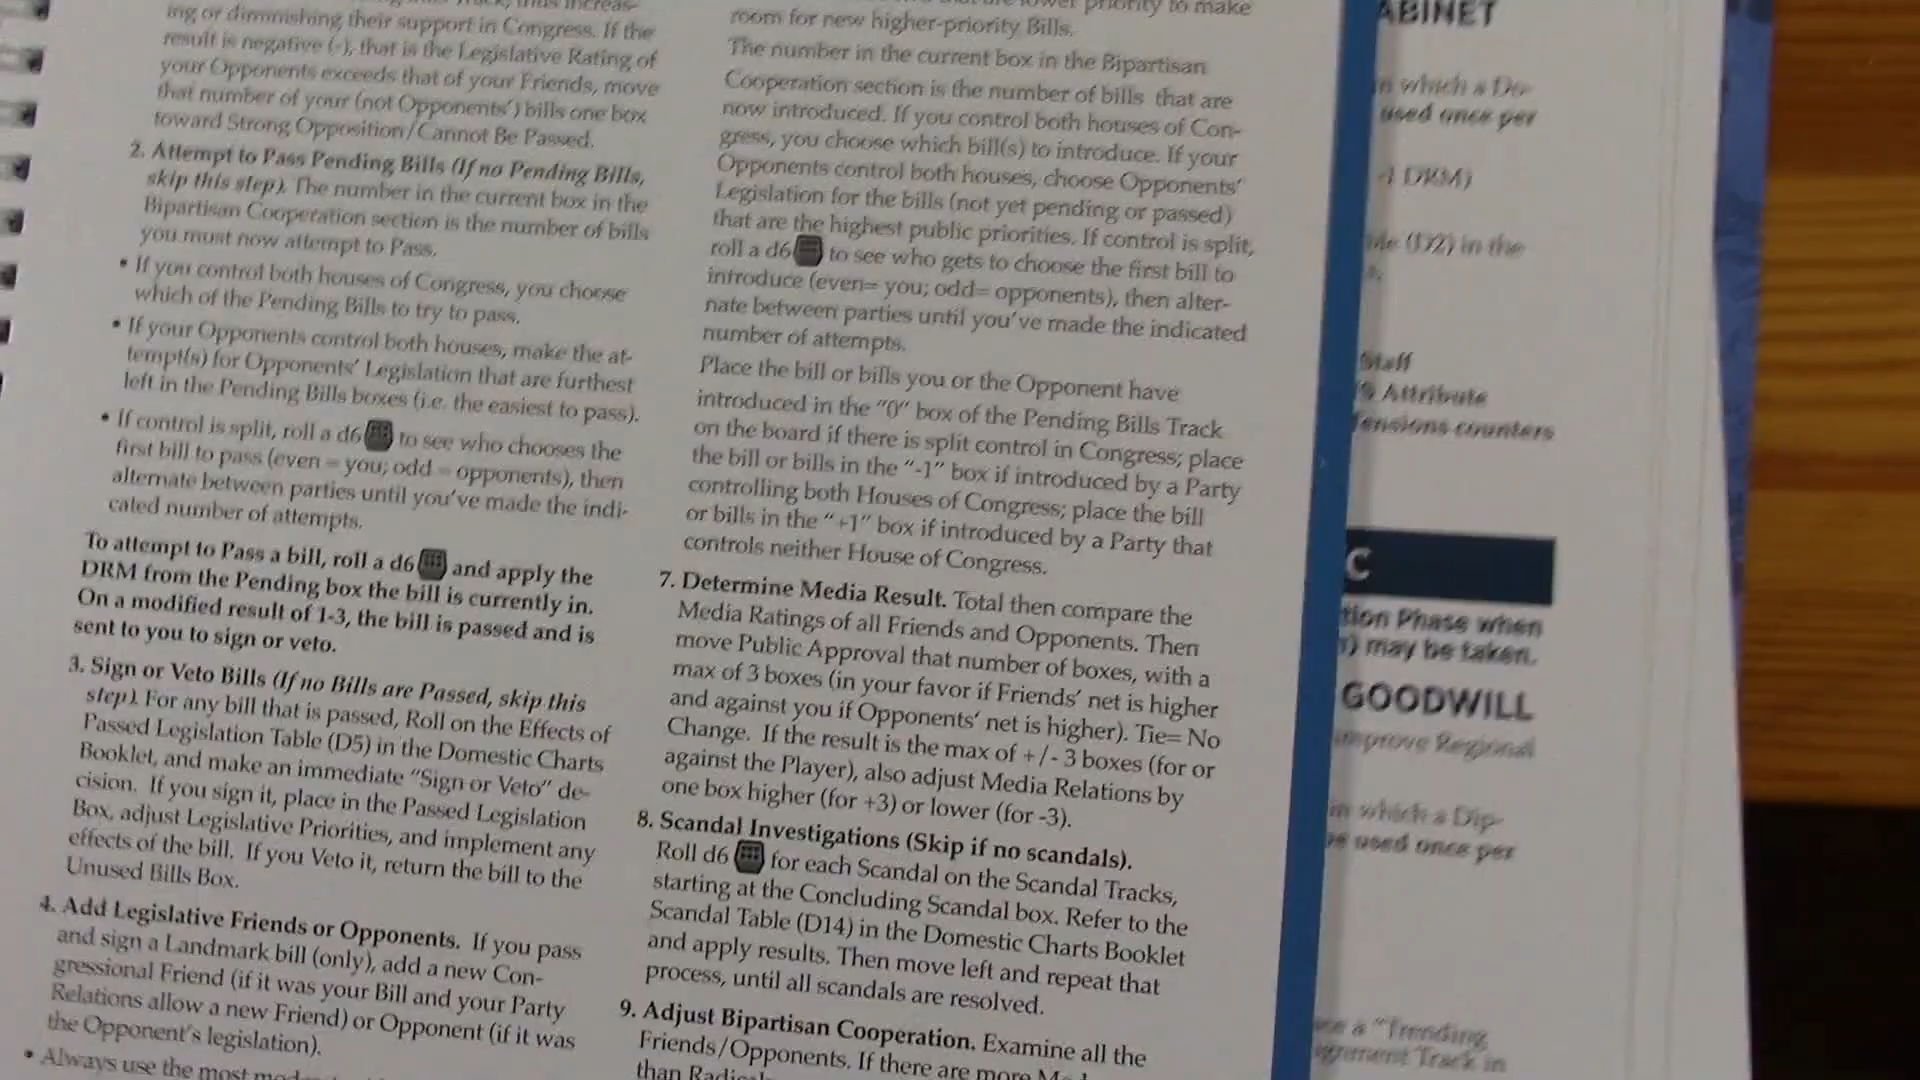 ing or diminishing their support in Congress. If the
result is negative (-), that is the Legislative Rating of
your Opponents exceeds that of your Friends, move
that number of your (not Opponents') bills one box
toward Strong Opposition/Cannot Be Passed.
2. Attempt to Pass Pending Bills (If no Pending Bills,
skip this step). The number in the current box in the
Bipartisan Cooperation section is the number of bills
you must now attempt to Pass.
• If you control both houses of Congress, you choose
which of the Pending Bills to try to pass.
• If your Opponents control both houses, make the at-
tempt(s) for Opponents' Legislation that are furthest
left in the Pending Bills boxes (i.e. the easiest to pass).
• If control is split, roll a d6 to see who chooses the
first bill to pass (even = you; odd = opponents), then
alternate between parties until you've made the indi-
cated number of attempts.
To attempt to Pass a bill, roll a d6 and apply the
DRM from the Pending box the bill is currently in.
On a modified result of 1-3, the bill is passed and is
sent to you to sign or veto.
3. Sign or Veto Bills (If no Bills are Passed, skip this
step). For any bill that is passed, Roll on the Effects of
Passed Legislation Table (D5) in the Domestic Charts
Booklet, and make an immediate "Sign or Veto" de-
cision. If you sign it, place in the Passed Legislation
Box, adjust Legislative Priorities, and implement any
effects of the bill. If you Veto it, return the bill to the
Unused Bills Box.
4. Add Legislative Friends or Opponents. If you pass
and sign a Landmark bill (only), add a new Con-
gressional Friend (if it was your Bill and your Party
Relations allow a new Friend) or Opponent (if it was
the Opponent's legislation).
• Always use the most
lower priority to make
room for new higher-priority Bills.
The number in the current box in the Bipartisan
Cooperation section is the number of bills that are
now introduced. If you control both houses of Con-
gress, you choose which bill(s) to introduce. If your
Opponents control both houses, choose Opponents'
Legislation for the bills (not yet pending or passed)
that are the highest public priorities. If control is split,
roll a d6 to see who gets to choose the first bill to
introduce (even= you; odd= opponents), then alter-
nate between parties until you've made the indicated
number of attempts.
Place the bill or bills you or the Opponent have
introduced in the "0" box of the Pending Bills Track
on the board if there is split control in Congress; place
the bill or bills in the "-1" box if introduced by a Party
controlling both Houses of Congress; place the bill
or bills in the "+1" box if introduced by a Party that
controls neither House of Congress.
7. Determine Media Result. Total then compare the
Media Ratings of all Friends and Opponents. Then
move Public Approval that number of boxes, with a
max of 3 boxes (in your favor if Friends' net is higher
and against you if Opponents' net is higher). Tie= No
Change. If the result is the max of +/- 3 boxes (for or
against the Player), also adjust Media Relations by
one box higher (for +3) or lower (for -3).
8. Scandal Investigations (Skip if no scandals).
Roll d6 for each Scandal on the Scandal Tracks,
starting at the Concluding Scandal box. Refer to the
Scandal Table (D14) in the Domestic Charts Booklet
and apply results. Then move left and repeat that
process, until all scandals are resolved.
9. Adjust Bipartisan Cooperation. Examine all the
Friends/Opponents. If there are more
than
ABINET
in which a Do-
used once per
-1 DRM)
(D2) in the
Staff
Attribute
Tensions counters
C
tion Phase when
may be taken.
GOODWILL
improve Regional
in which a Dip-
be used once per
a "Trending
ignment Track in